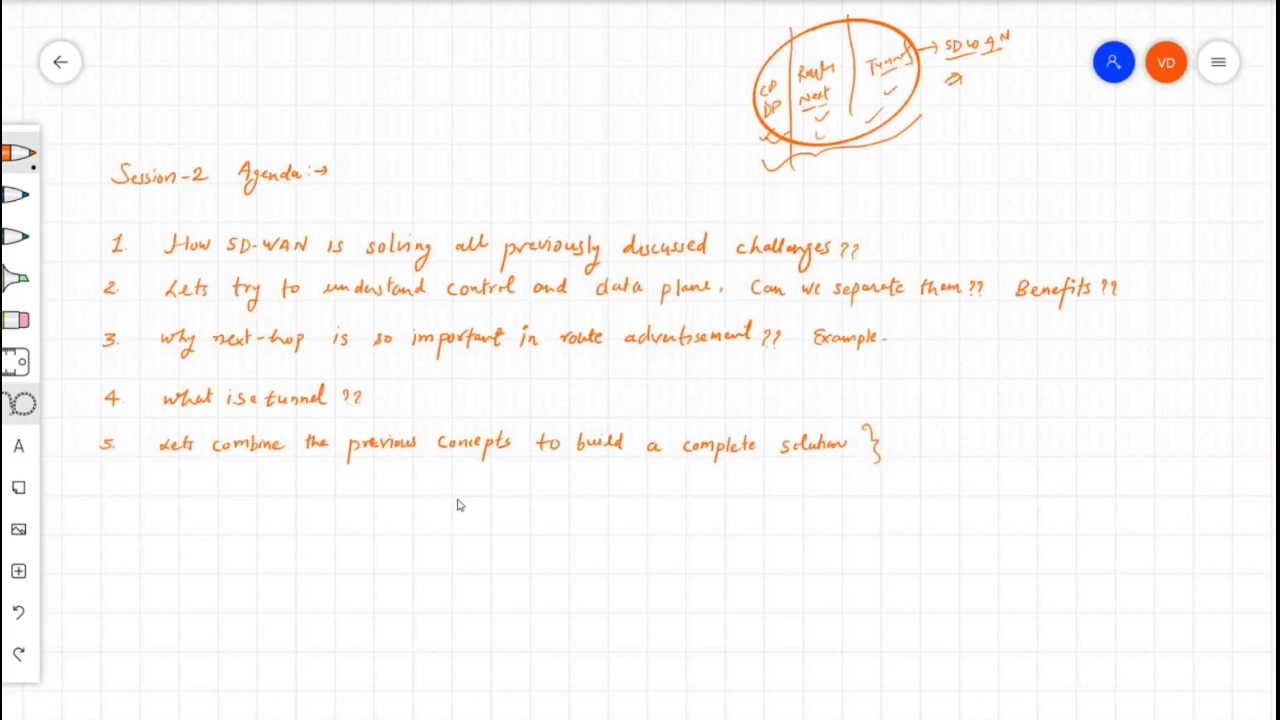 SDWAN
CP Routes Tunnel
DP Next
VD
Session-2 Agenda:→
1. How SD-WAN is solving all previously discussed challenges??
2. Lets try to understand control and data plane. Can we separate them?? Benefits??
3. why next-hop is so important in route advertisement?? Example.
4. what is a tunnel ??
5. Lets combine the previous concepts to build a complete solution }
A